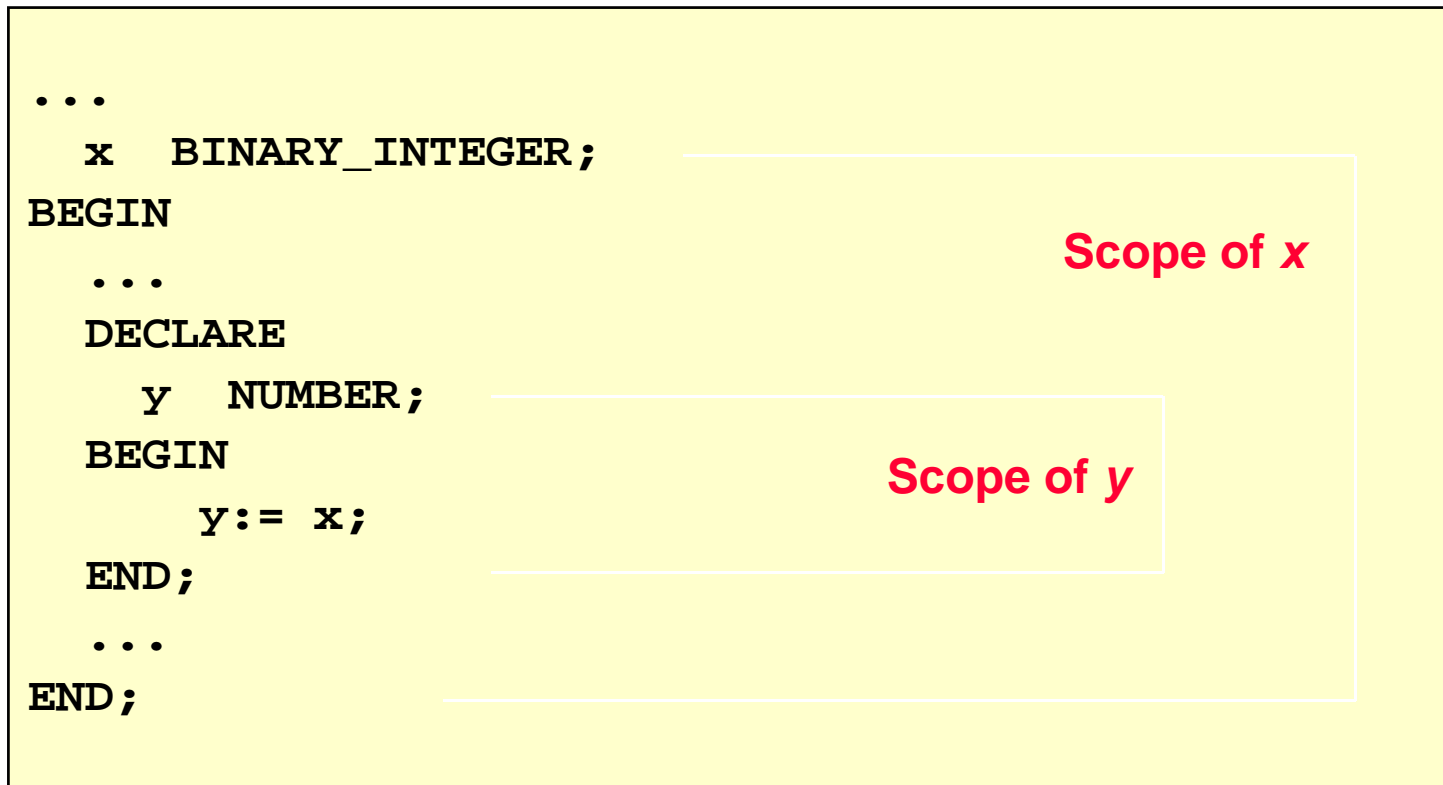 ...
x BINARY_INTEGER;
BEGIN
Scope of x
...
DECLARE
y NUMBER;
BEGIN
Scope of y
y:= x;
END;
...
END;